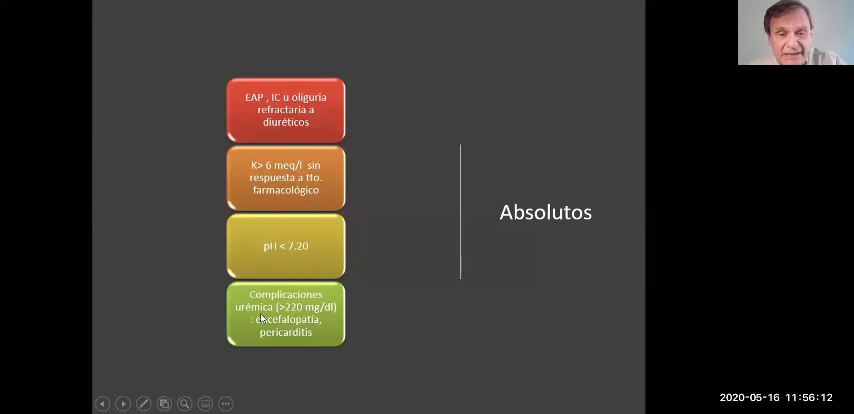 EAP , IC u oliguria
refractaria a
diuréticos
K> 6 meq/l sin
respuesta a tto.
farmacológico
pH < 7.20
Complicaciones
urémica (>220 mg/dl)
: encefalopatía,
pericarditis
Absolutos
2020-05-16 11:56:12